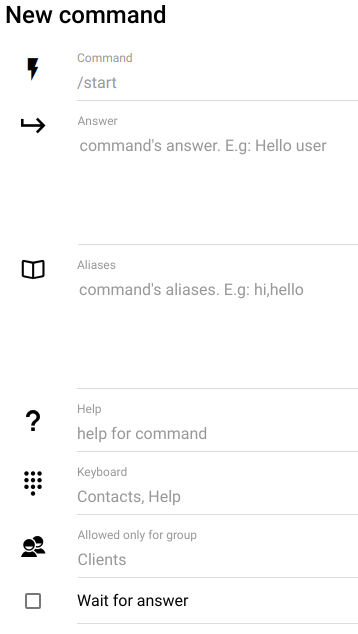 New command
Command
/start
Answer
command's answer. E.g: Hello user
Aliases
command's aliases. E.g: hi,hello
Help
help for command
Keyboard
Contacts, Help
Allowed only for group
Clients
Wait for answer